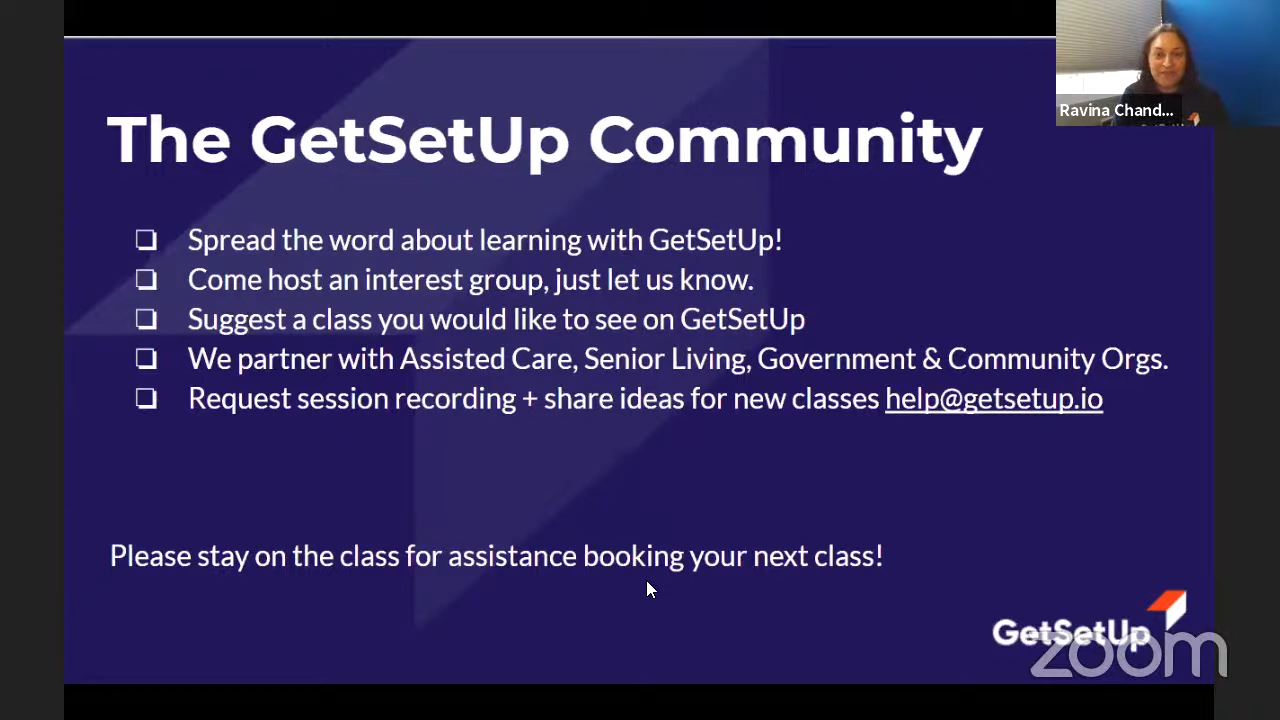 Ravina Chand...
The GetSetUp Community
❏ Spread the word about learning with GetSetUp!
❏ Come host an interest group, just let us know.
❏ Suggest a class you would like to see on GetSetUp
❏ We partner with Assisted Care, Senior Living, Government & Community Orgs.
❏ Request session recording + share ideas for new classes help@getsetup.io
Please stay on the class for assistance booking your next class!
GetSetUp
zoom